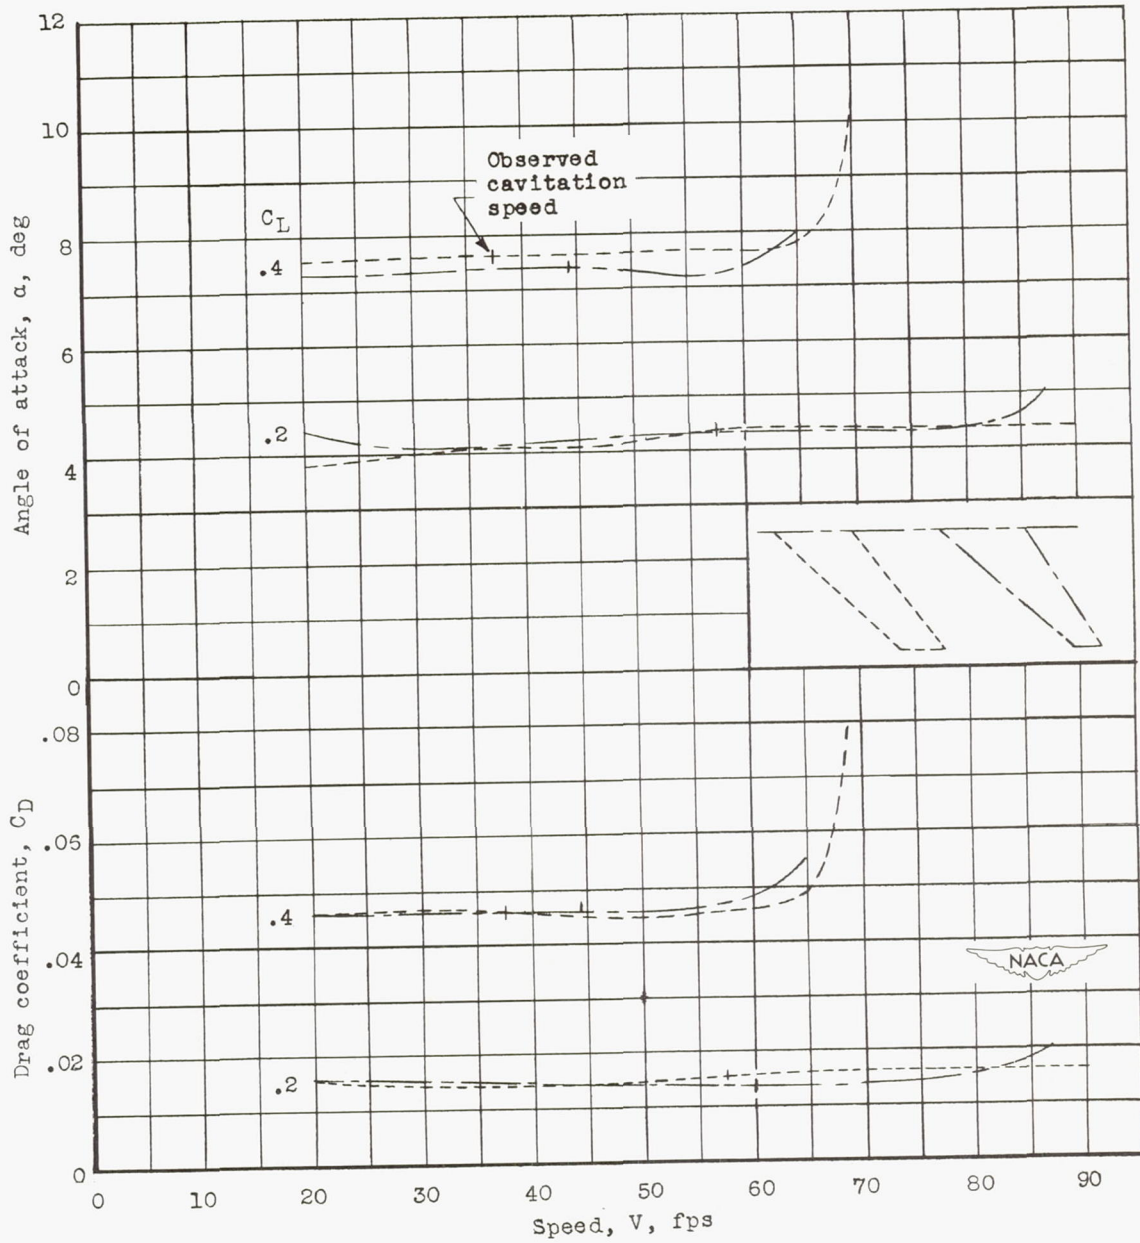 12
10
8
6
4
2
0
Angle of attack, α, deg
Observed
cavitation
speed
C_L
.4
.2
.08
.05
.04
.02
0
Drag coefficient, C_D
.4
.2
NACA
0 10 20 30 40 50 60 70 80 90
Speed, V, fps